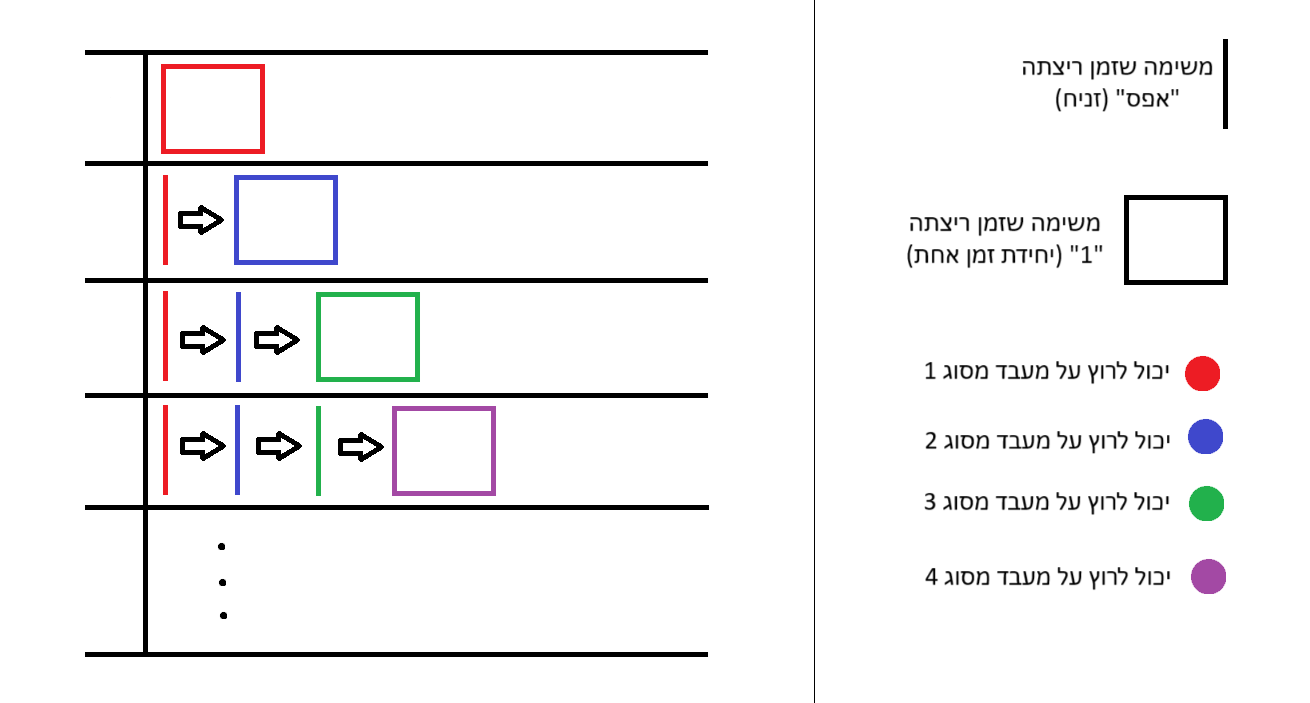 משימה שזמן ריצתה
"אפס" (זניח)
משימה שזמן ריצתה
"1" (יחידת זמן אחת)
יכול לרוץ על מעבד מסוג 1
יכול לרוץ על מעבד מסוג 2
יכול לרוץ על מעבד מסוג 3
יכול לרוץ על מעבד מסוג 4